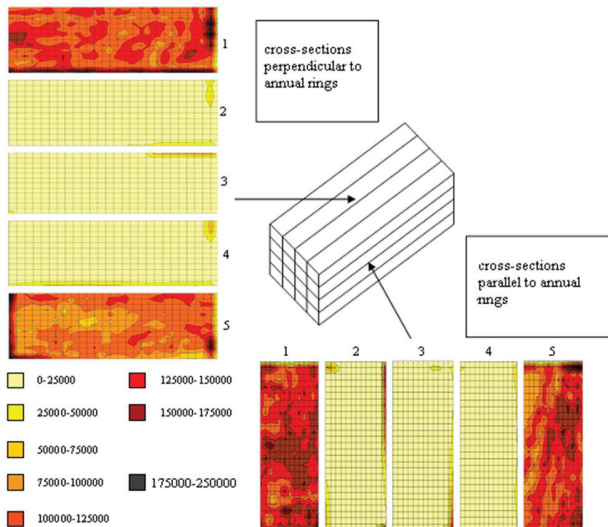 1
cross-sections
perpendicular to
annual rings
2
3
4
cross-sections
parallel to annual
rings
5
1 2 3 4 5
0-25000
125000-150000
25000-50000
150000-175000
50000-75000
75000-100000
175000-250000
100000-125000